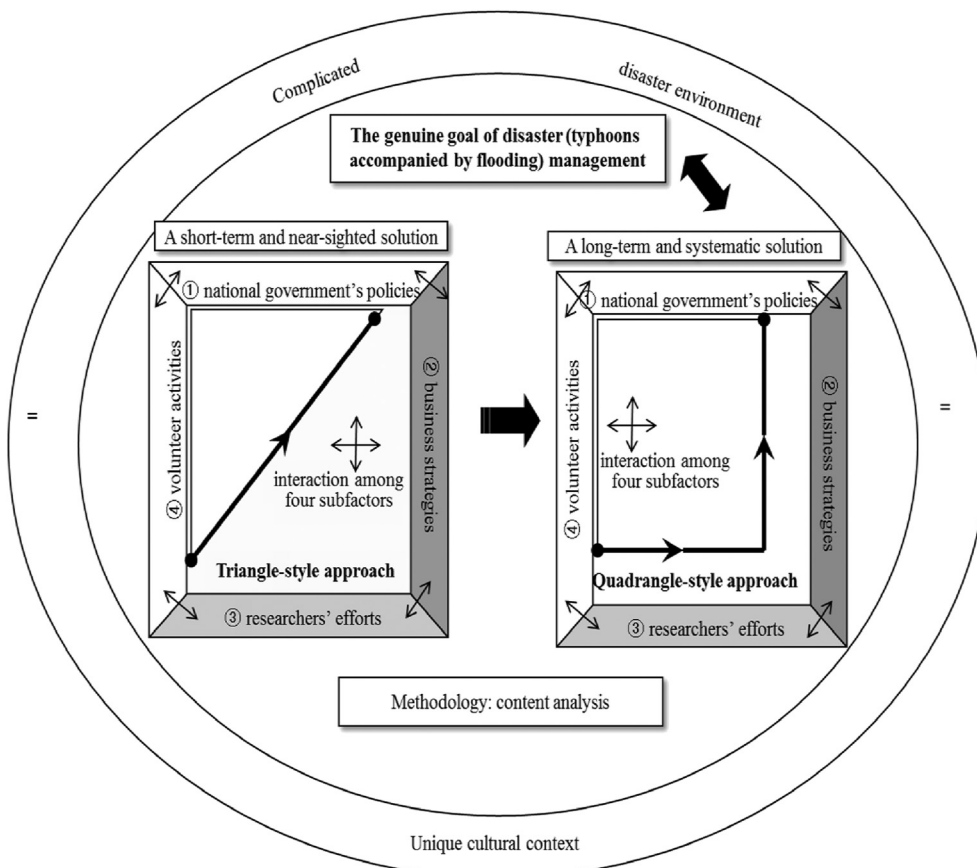 Complicated
disaster environment
The genuine goal of disaster (typhoons
accompanied by flooding) management
A short-term and near-sighted solution
① national government’s policies
② business strategies
③ researchers’ efforts
④ volunteer activities
interaction among
four subfactors
Triangle-style approach
A long-term and systematic solution
① national government’s policies
② business strategies
③ researchers’ efforts
④ volunteer activities
interaction among
four subfactors
Quadrangle-style approach
=
=
Methodology: content analysis
Unique cultural context